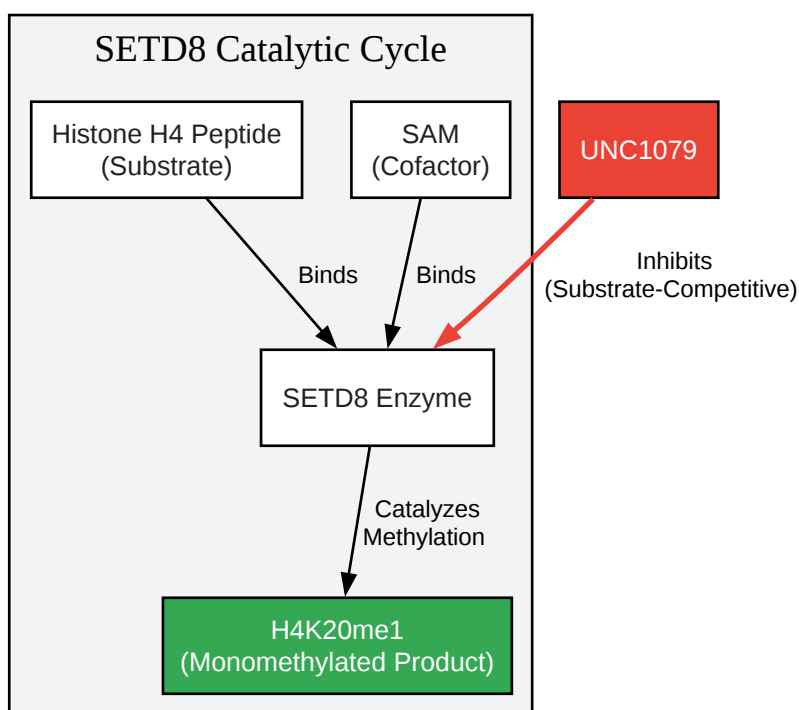 SETD8 Catalytic Cycle
Histone H4 Peptide
(Substrate)
SAM
(Cofactor)
UNC1079
Binds
Binds
Inhibits
(Substrate-Competitive)
SETD8 Enzyme
Catalyzes
Methylation
H4K20me1
(Monomethylated Product)